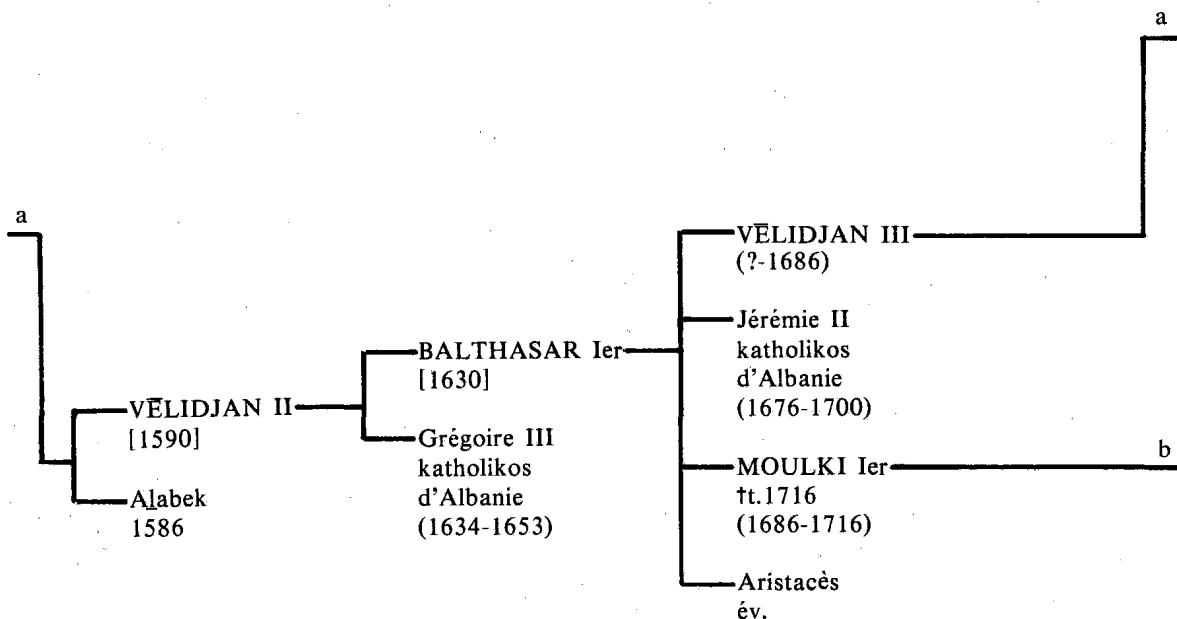 a
a
VĒLIDJAN II
[1590]
A̲labek
1586
BALTHASAR Ier
[1630]
Grégoire III
katholikos
d'Albanie
(1634-1653)
VĒLIDJAN III
(?-1686)
Jérémie II
katholikos
d'Albanie
(1676-1700)
MOULKI Ier
†t.1716
(1686-1716)
Aristacès
év.
b